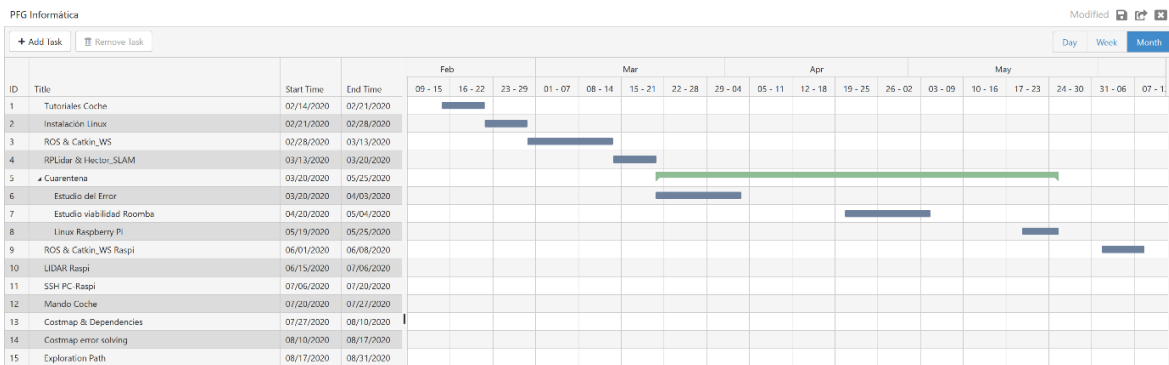 PFG Informática
Modified
+ Add Task Remove Task
Day Week Month
Feb Mar Apr May
ID Title Start Time End Time 09 - 15 16 - 22 23 - 29 01 - 07 08 - 14 15 - 21 22 - 28 29 - 04 05 - 11 12 - 18 19 - 25 26 - 02 03 - 09 10 - 16 17 - 23 24 - 30 31 - 06 07 - 1
1 Tutoriales Coche 02/14/2020 02/21/2020
2 Instalación Linux 02/21/2020 02/28/2020
3 ROS & Catkin_WS 02/28/2020 03/13/2020
4 RPLidar & Hector_SLAM 03/13/2020 03/20/2020
5 Cuarentena 03/20/2020 05/25/2020
6 Estudio del Error 03/20/2020 04/03/2020
7 Estudio viabilidad Roomba 04/20/2020 05/04/2020
8 Linux Raspberry Pi 05/19/2020 05/25/2020
9 ROS & Catkin_WS Raspi 06/01/2020 06/08/2020
10 LIDAR Raspi 06/15/2020 07/06/2020
11 SSH PC-Raspi 07/06/2020 07/20/2020
12 Mando Coche 07/20/2020 07/27/2020
13 Costmap & Dependencies 07/27/2020 08/10/2020
14 Costmap error solving 08/10/2020 08/17/2020
15 Exploration Path 08/17/2020 08/31/2020